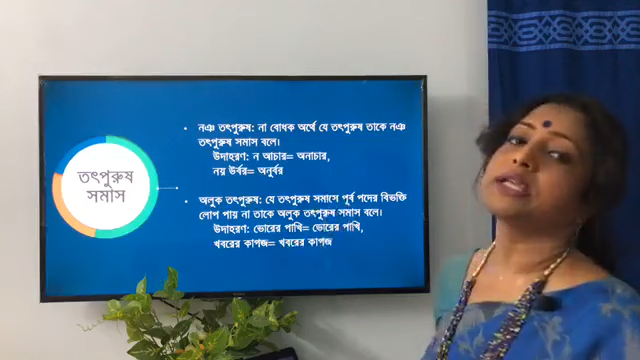 তৎপুরুষ
সমাস
নঞ তৎপুরুষ: না বোধক অর্থে যে তৎপুরুষ তাকে নঞ
তৎপুরুষ সমাস বলে।
উদাহরণ: ন আচার= অনাচার,
নয় উর্বর= অনুর্বর
অলুক তৎপুরুষ: যে তৎপুরুষ সমাসে পূর্ব পদের বিভক্তি
লোপ পায় না তাকে অলুক তৎপুরুষ সমাস বলে।
উদাহরণ: ভোরের পাখি= ভোরের পাখি,
খবরের কাগজ= খবরের কাগজ